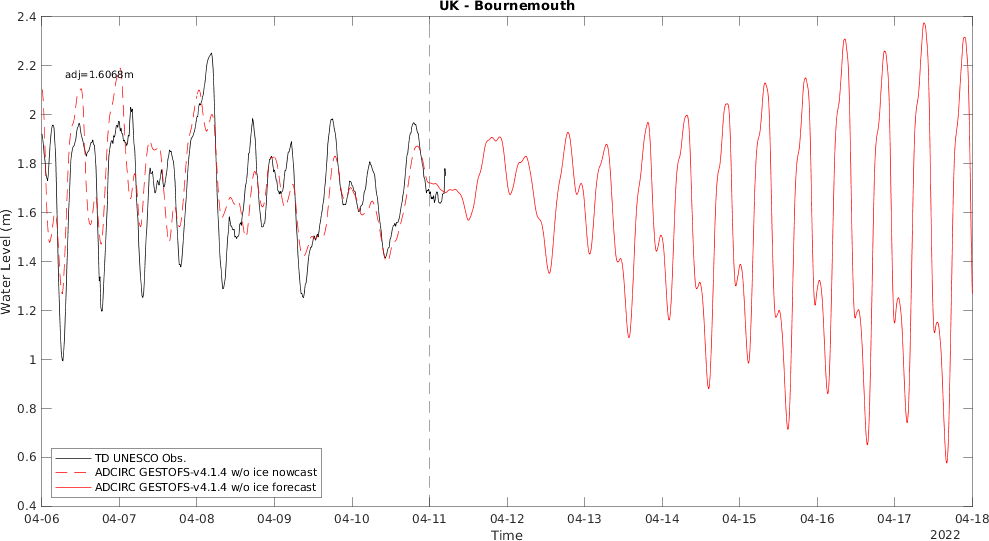 UK - Bournemouth
2.4
2.2
adj=1.6068m
2
1.8
1.6
1.4
1.2
1
0.8
0.6
0.4
Water Level (m)
TD UNESCO Obs.
ADCIRC GESTOFS-v4.1.4 w/o ice nowcast
ADCIRC GESTOFS-v4.1.4 w/o ice forecast
04-06 04-07 04-08 04-09 04-10 04-11 04-12 04-13 04-14 04-15 04-16 04-17 04-18
Time
2022